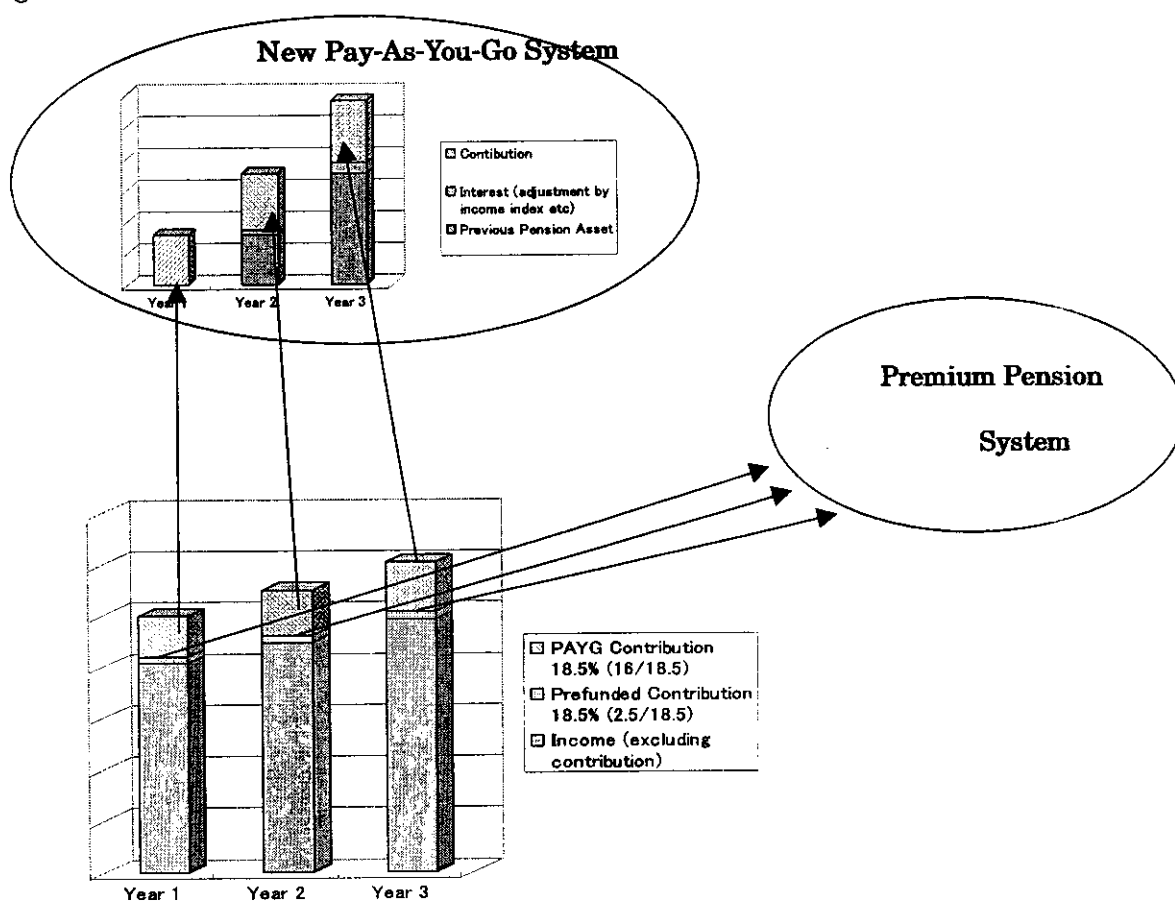 New Pay-As-You-Go System
Contibution
Interest (adjustment by
income index etc)
Previous Pension Asset
Year 1
Year 2
Year 3
Premium Pension
System
PAYG Contribution
18.5% (16/18.5)
Prefunded Contribution
18.5% (2.5/18.5)
Income (excluding
contribution)
Year 1
Year 2
Year 3